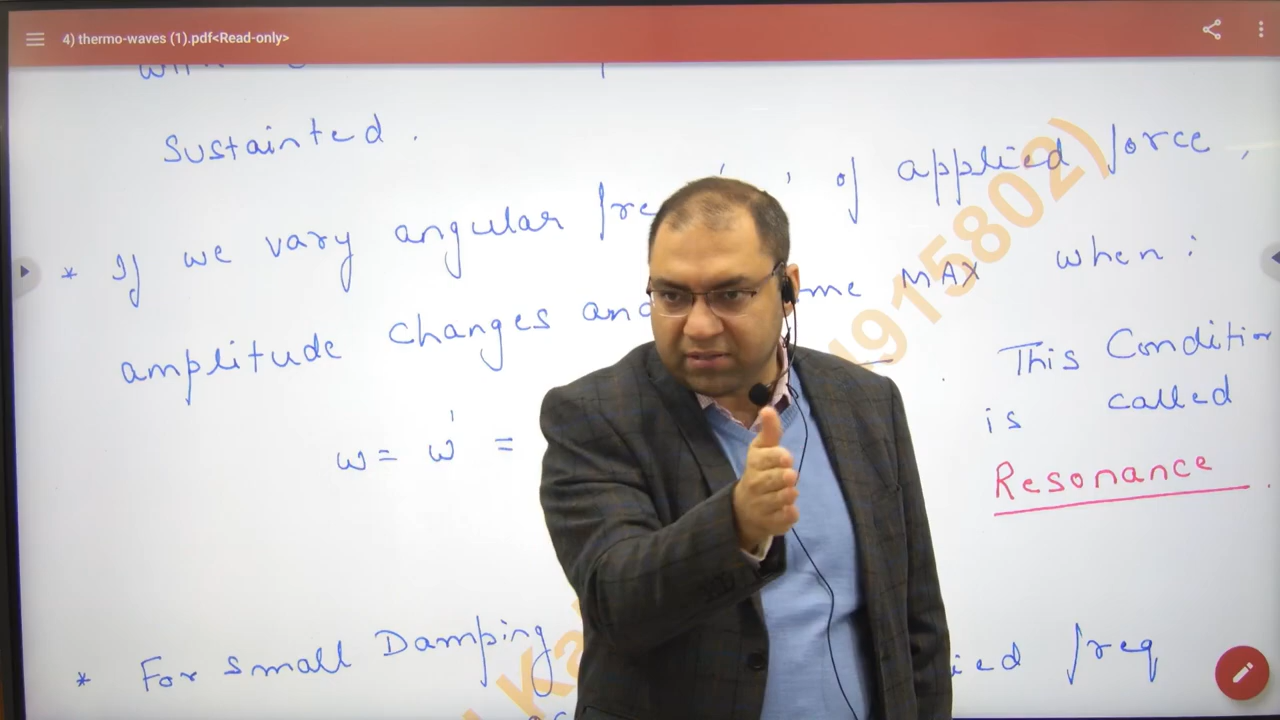 4) thermo-waves (1).pdf<Read-only>
Sustainted .
* If we vary angular fre ' ' of applied force ,
amplitude changes and me MAX when :
This Condition
is called
ω = ω' =
Resonance .
* For small Damping ied freq
4915802)